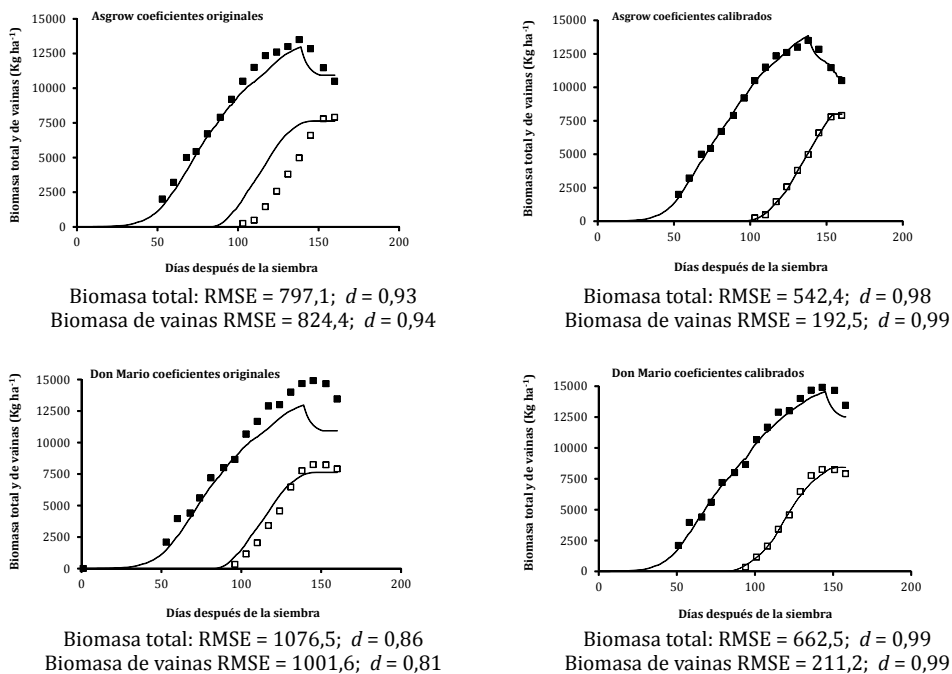 Asgrow coeficientes originales
Biomasa total y de vainas (Kg ha⁻¹)
15000
12500
10000
7500
5000
2500
0
0 50 100 150 200
Días después de la siembra
Biomasa total: RMSE = 797,1; d = 0,93
Biomasa de vainas RMSE = 824,4; d = 0,94
Asgrow coeficientes calibrados
Biomasa total y de vainas (Kg ha⁻¹)
15000
12500
10000
7500
5000
2500
0
0 50 100 150 200
Días después de la siembra
Biomasa total: RMSE = 542,4; d = 0,98
Biomasa de vainas RMSE = 192,5; d = 0,99
Don Mario coeficientes originales
Biomasa total y de vainas (Kg ha⁻¹)
15000
12500
10000
7500
5000
2500
0
0 50 100 150 200
Días después de la siembra
Biomasa total: RMSE = 1076,5; d = 0,86
Biomasa de vainas RMSE = 1001,6; d = 0,81
Don Mario coeficientes calibrados
Biomasa total y de vainas (Kg ha⁻¹)
15000
12500
10000
7500
5000
2500
0
0 50 100 150 200
Días después de la siembra
Biomasa total: RMSE = 662,5; d = 0,99
Biomasa de vainas RMSE = 211,2; d = 0,99